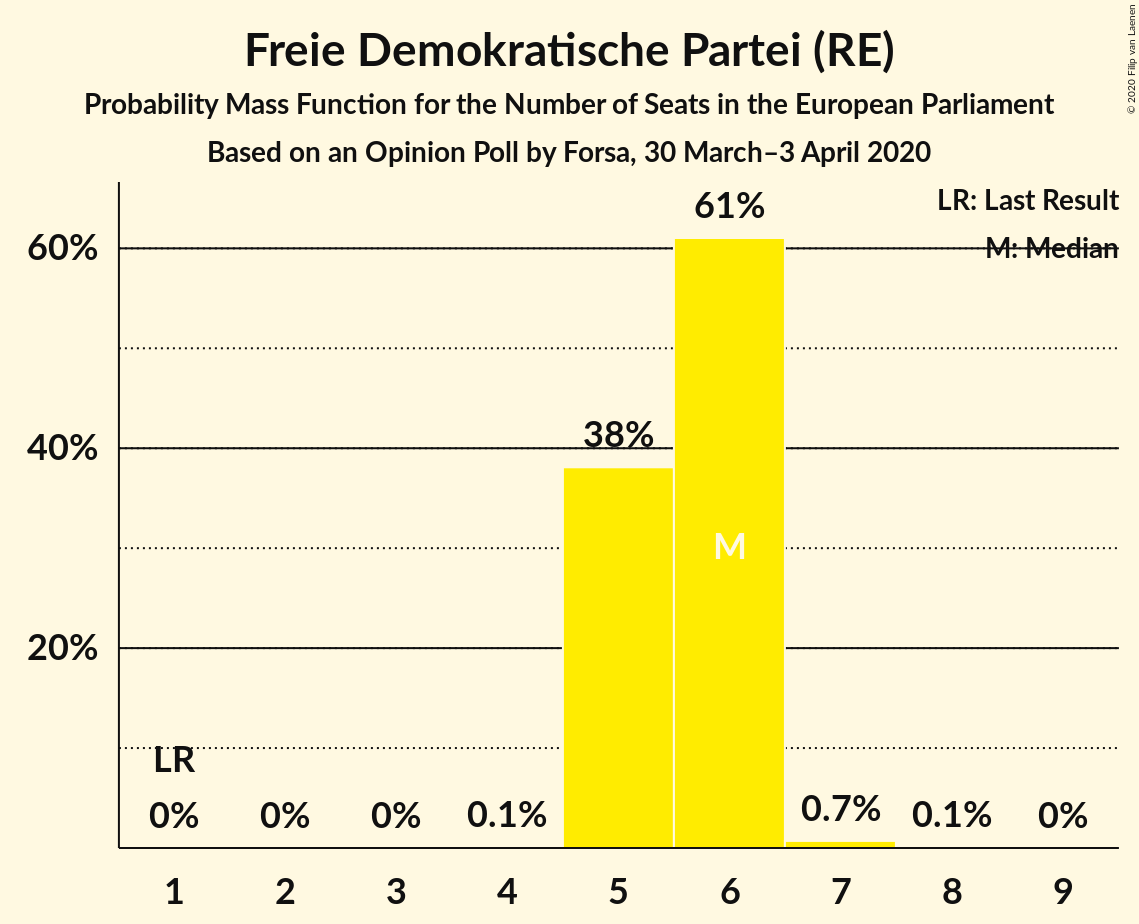 Freie Demokratische Partei (RE)
Probability Mass Function for the Number of Seats in the European Parliament
Based on an Opinion Poll by Forsa, 30 March–3 April 2020
© 2020 Filip van Laenen
LR: Last Result
M: Median
61%
60%
38%
40%
M
20%
LR
0% 0% 0% 0.1% 0.7% 0.1% 0%
1 2 3 4 5 6 7 8 9